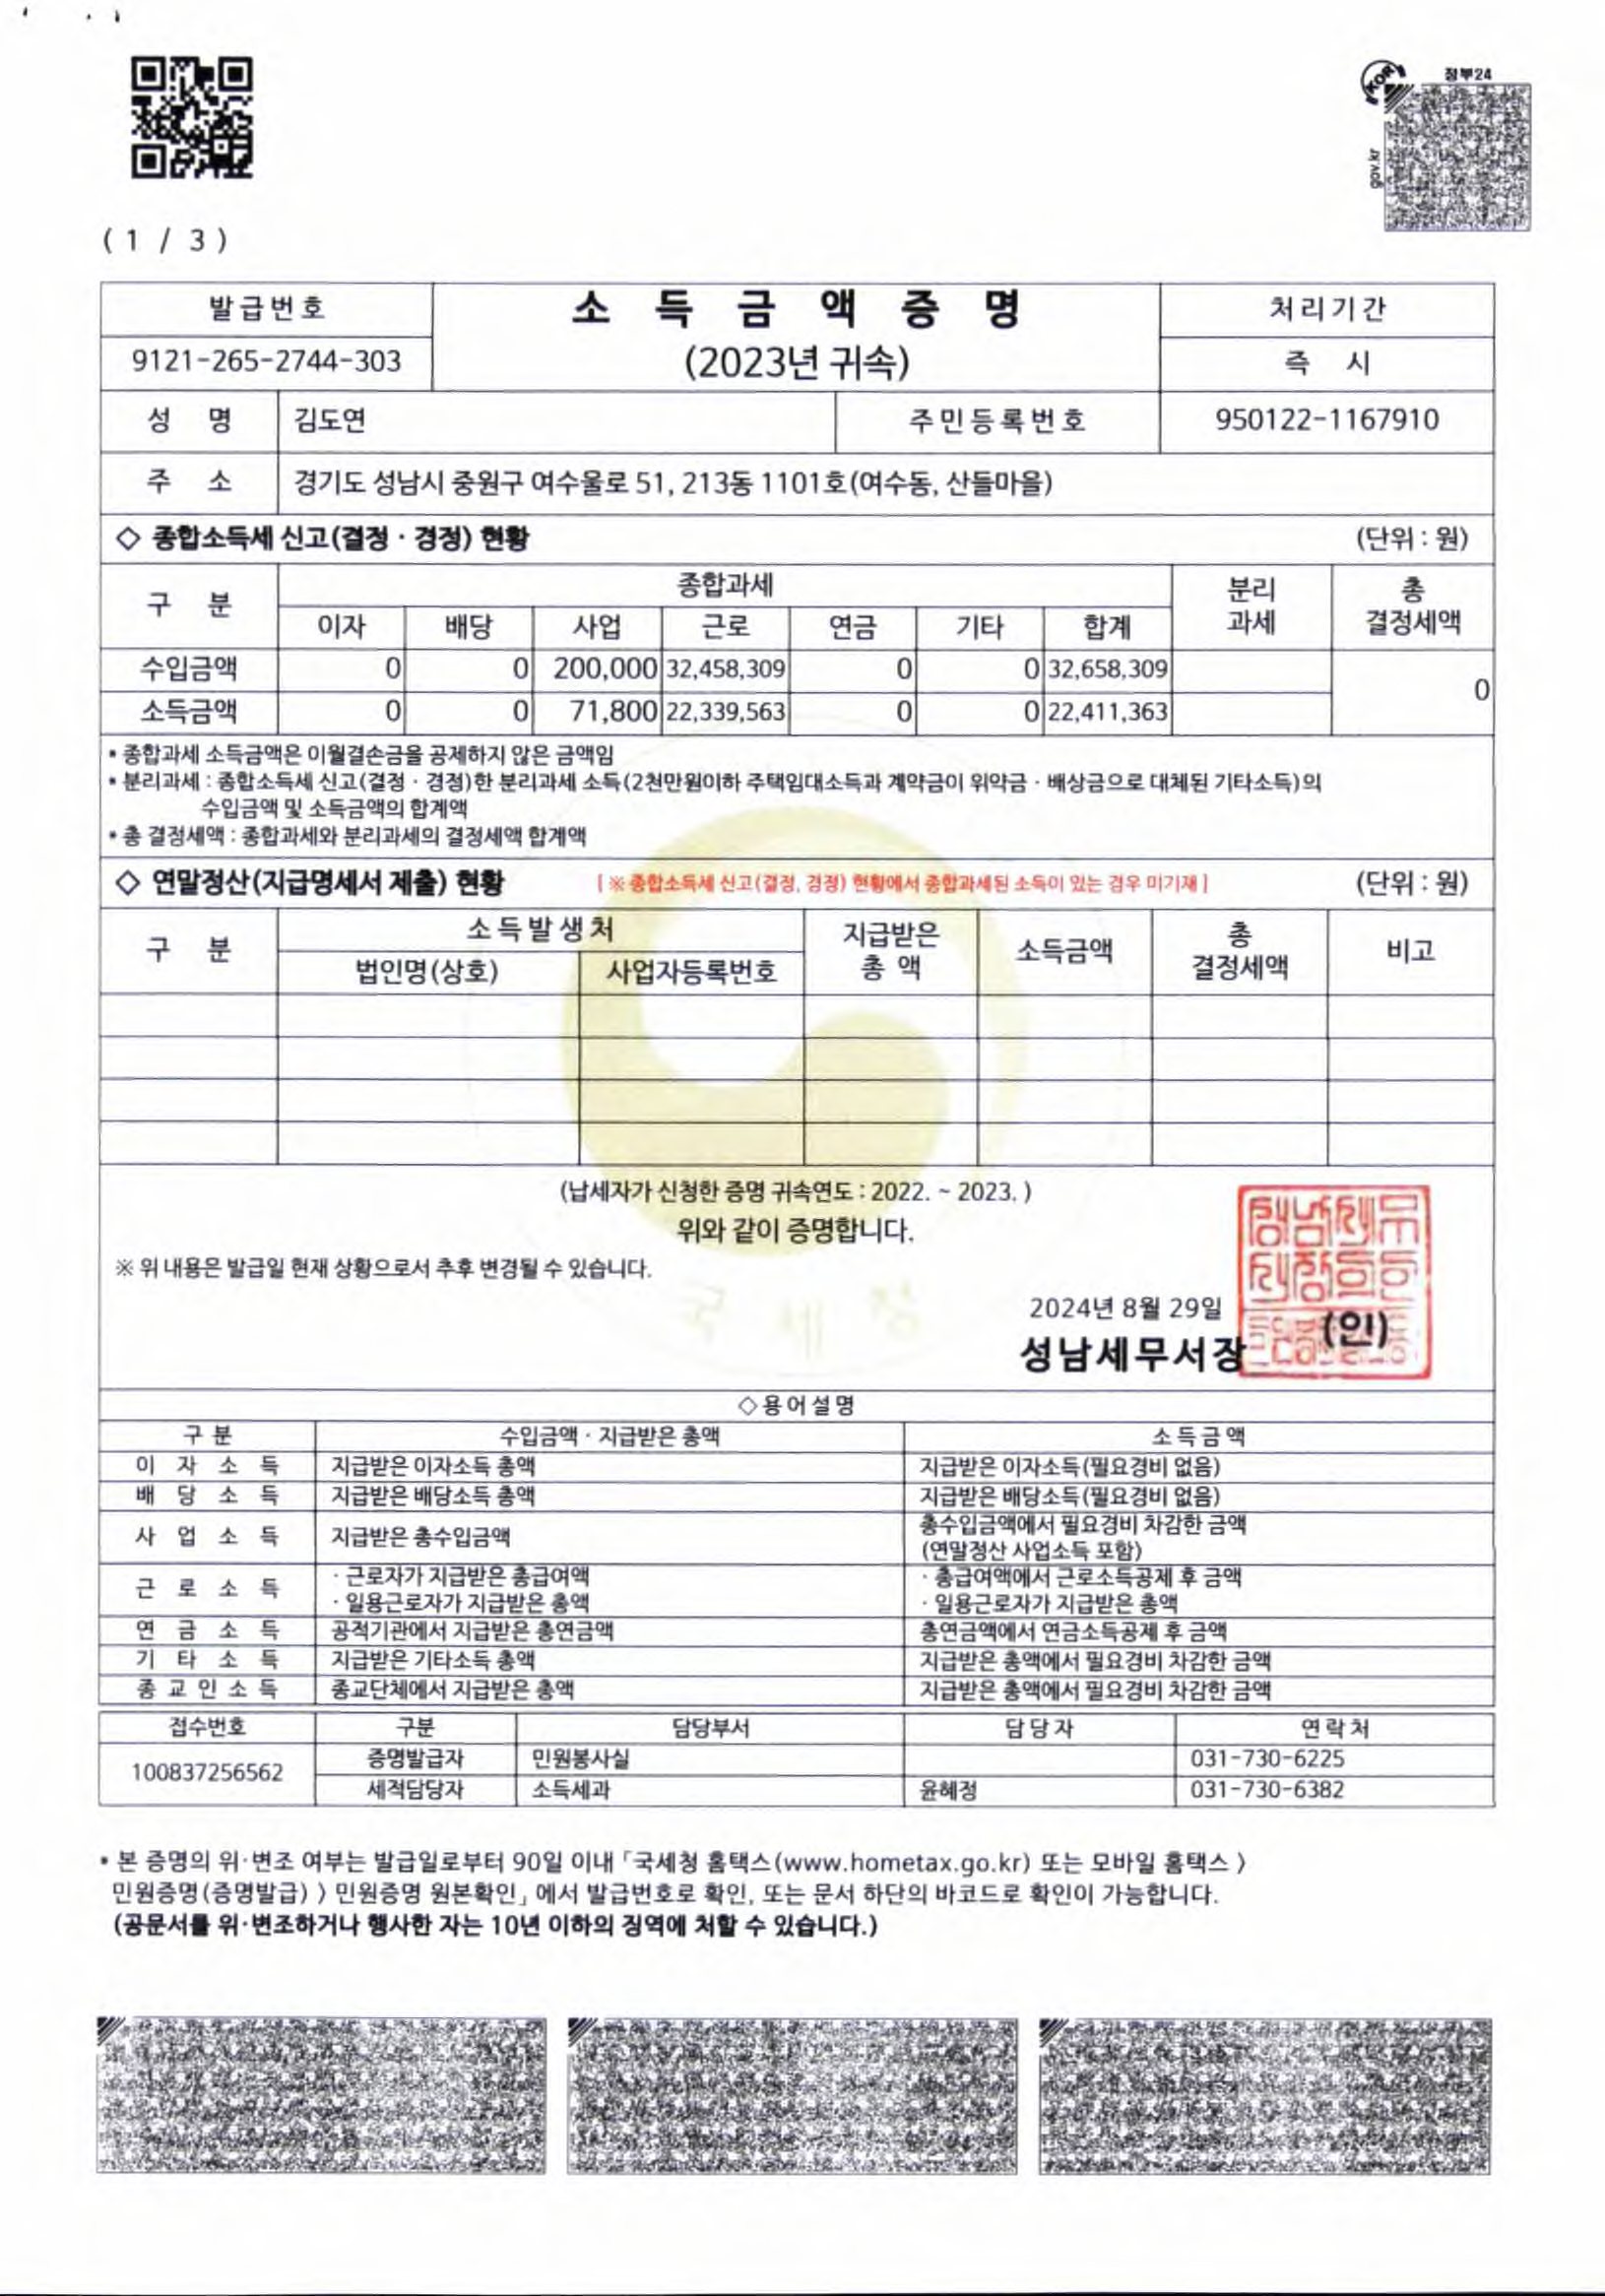 정부24
KOR
gov.kr
( 1 / 3 )
발급번호
소 득 금 액 증 명
처리기간
9121-265-2744-303
(2023년 귀속)
즉 시
성 명 김도연 주민등록번호 950122-1167910
주 소 경기도 성남시 중원구 여수울로 51, 213동 1101호(여수동, 산들마을)
◇ 종합소득세 신고(결정 · 경정) 현황 (단위 : 원)
구 분 종합과세 분리 과세 총 결정세액
이자 배당 사업 근로 연금 기타 합계
수입금액 0 0 200,000 32,458,309 0 0 32,658,309
0
소득금액 0 0 71,800 22,339,563 0 0 22,411,363
* 종합과세 소득금액은 이월결손금을 공제하지 않은 금액임
* 분리과세 : 종합소득세 신고(결정 · 경정)한 분리과세 소득(2천만원이하 주택임대소득과 계약금이 위약금 · 배상금으로 대체된 기타소득)의
수입금액 및 소득금액의 합계액
* 총 결정세액 : 종합과세와 분리과세의 결정세액 합계액
◇ 연말정산(지급명세서 제출) 현황 [ ※ 종합소득세 신고(결정, 경정) 현황에서 종합과세된 소득이 있는 경우 미기재 ] (단위 : 원)
구 분 소득발생처 지급받은 총 액 소득금액 총 결정세액 비고
법인명(상호) 사업자등록번호
(납세자가 신청한 증명 귀속연도 : 2022. ~ 2023. )
위와 같이 증명합니다.
※ 위 내용은 발급일 현재 상황으로서 추후 변경될 수 있습니다.
국 세 청
2024년 8월 29일
성남세무서장 (인)
◇용어설명
구 분 수입금액 · 지급받은 총액 소득금액
이 자 소 득 지급받은 이자소득 총액 지급받은 이자소득(필요경비 없음)
배 당 소 득 지급받은 배당소득 총액 지급받은 배당소득(필요경비 없음)
사 업 소 득 지급받은 총수입금액 총수입금액에서 필요경비 차감한 금액
(연말정산 사업소득 포함)
근 로 소 득 · 근로자가 지급받은 총급여액 · 총급여액에서 근로소득공제 후 금액
· 일용근로자가 지급받은 총액 · 일용근로자가 지급받은 총액
연 금 소 득 공적기관에서 지급받은 총연금액 총연금액에서 연금소득공제 후 금액
기 타 소 득 지급받은 기타소득 총액 지급받은 총액에서 필요경비 차감한 금액
종교인소득 종교단체에서 지급받은 총액 지급받은 총액에서 필요경비 차감한 금액
접수번호 구분 담당부서 담당자 연락처
100837256562 증명발급자 민원봉사실 031-730-6225
세적담당자 소득세과 윤혜정 031-730-6382
* 본 증명의 위·변조 여부는 발급일로부터 90일 이내 「국세청 홈택스(www.hometax.go.kr) 또는 모바일 홈택스 〉
민원증명(증명발급) 〉 민원증명 원본확인」에서 발급번호로 확인, 또는 문서 하단의 바코드로 확인이 가능합니다.
(공문서를 위·변조하거나 행사한 자는 10년 이하의 징역에 처할 수 있습니다.)